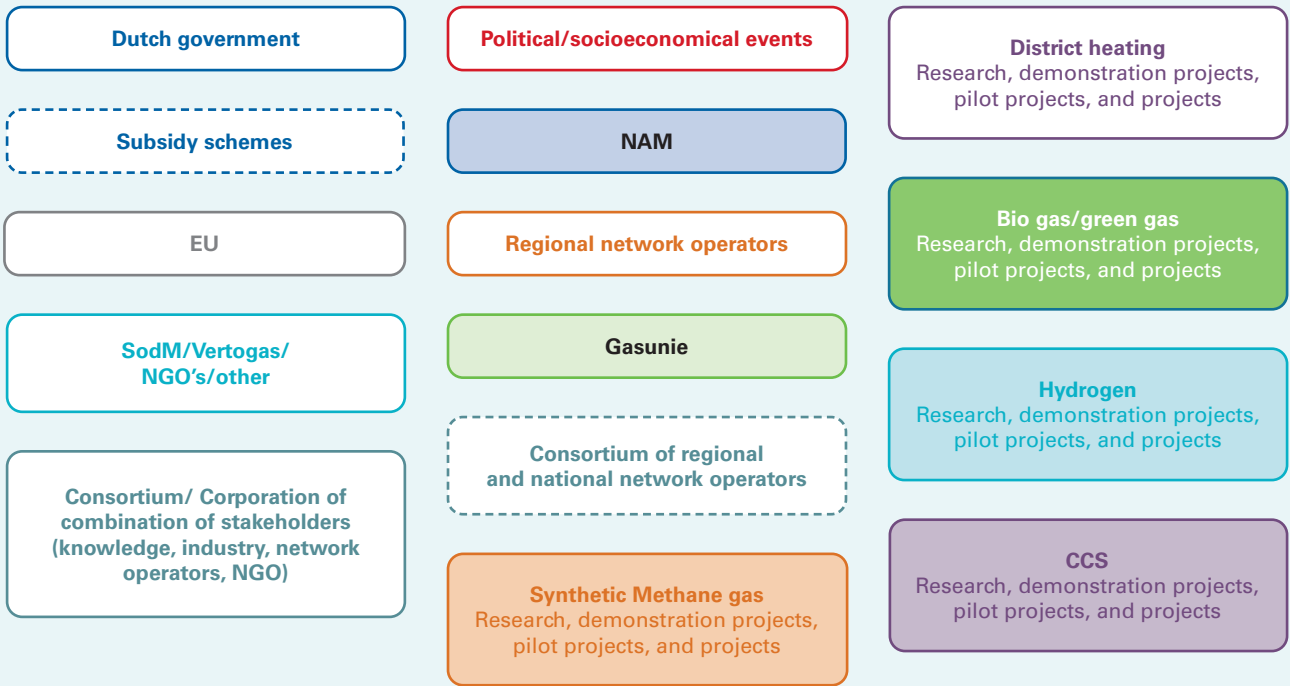 Dutch government
Subsidy schemes
EU
SodM/Vertogas/
NGO's/other
Consortium/ Corporation of
combination of stakeholders
(knowledge, industry, network
operators, NGO)
Political/socioeconomical events
NAM
Regional network operators
Gasunie
Consortium of regional
and national network operators
Synthetic Methane gas
Research, demonstration projects,
pilot projects, and projects
District heating
Research, demonstration projects,
pilot projects, and projects
Bio gas/green gas
Research, demonstration projects,
pilot projects, and projects
Hydrogen
Research, demonstration projects,
pilot projects, and projects
CCS
Research, demonstration projects,
pilot projects, and projects